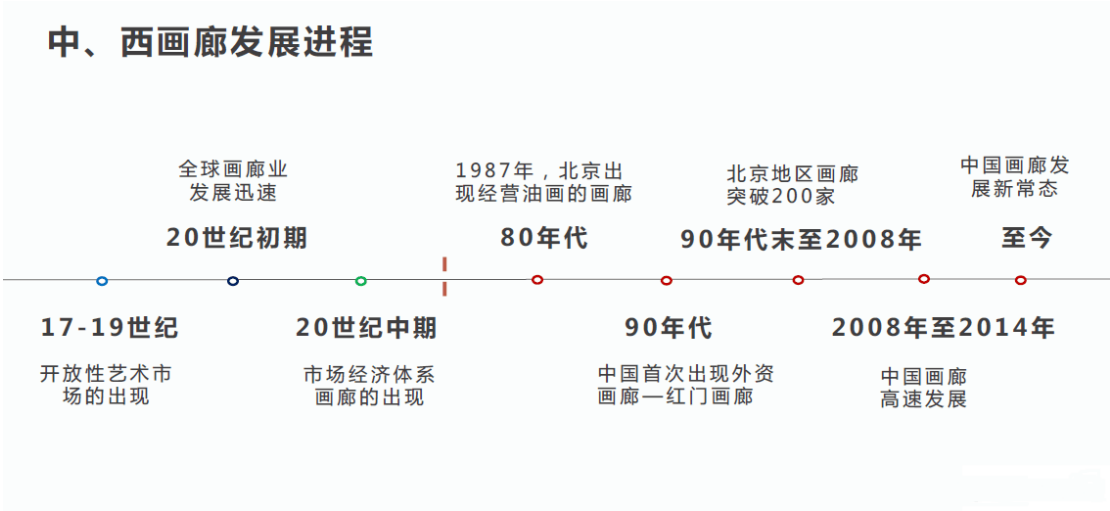 中、西画廊发展进程
全球画廊业
发展迅速
20世纪初期
1987年，北京出
现经营油画的画廊
80年代
北京地区画廊
突破200家
90年代末至2008年
中国画廊发
展新常态
至今
17-19世纪
开放性艺术市
场的出现
20世纪中期
市场经济体系
画廊的出现
90年代
中国首次出现外资
画廊—红门画廊
2008年至2014年
中国画廊
高速发展